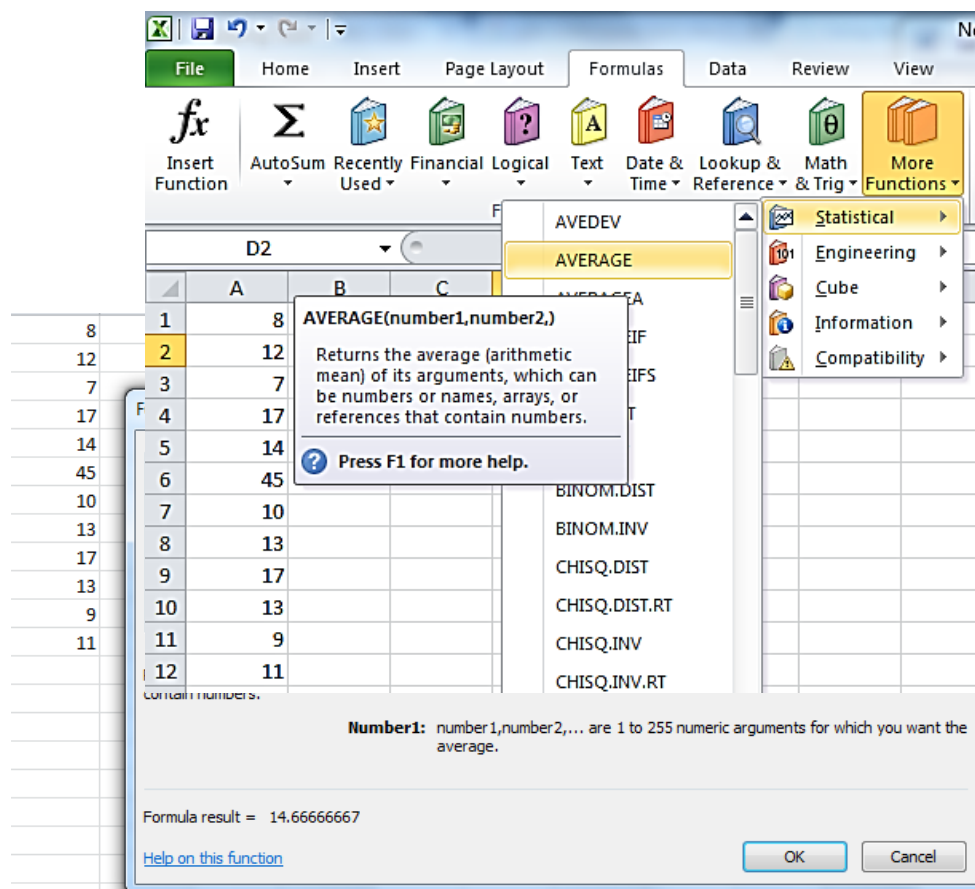 Ne
File Home Insert Page Layout Formulas Data Review View
fx Σ ? A θ
Insert Function
AutoSum
Recently Used
Financial
Logical
Text
Date & Time
Lookup & Reference
Math & Trig
More Functions
F
D2
AVEDEV
AVERAGE
AVERAGEA
EIF
EIFS
T
BINOM.DIST
BINOM.INV
CHISQ.DIST
CHISQ.DIST.RT
CHISQ.INV
CHISQ.INV.RT
Statistical
101 Engineering
Cube
Information
Compatibility
A B C
1 8
2 12
3 7
4 17
5 14
6 45
7 10
8 13
9 17
10 13
11 9
12 11
AVERAGE(number1,number2,)
Returns the average (arithmetic
mean) of its arguments, which can
be numbers or names, arrays, or
references that contain numbers.
? Press F1 for more help.
8
12
7
17
14
45
10
13
17
13
9
11
F
contain numbers.
Number1: number1,number2,... are 1 to 255 numeric arguments for which you want the
average.
Formula result = 14.66666667
Help on this function
OK Cancel